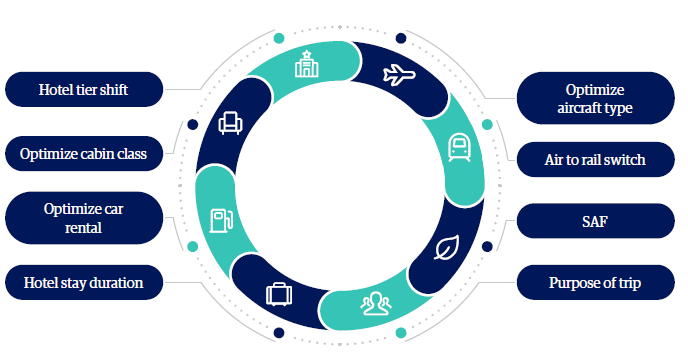 Hotel tier shift
Optimize cabin class
Optimize car
rental
Hotel stay duration
Optimize
aircraft type
Air to rail switch
SAF
Purpose of trip